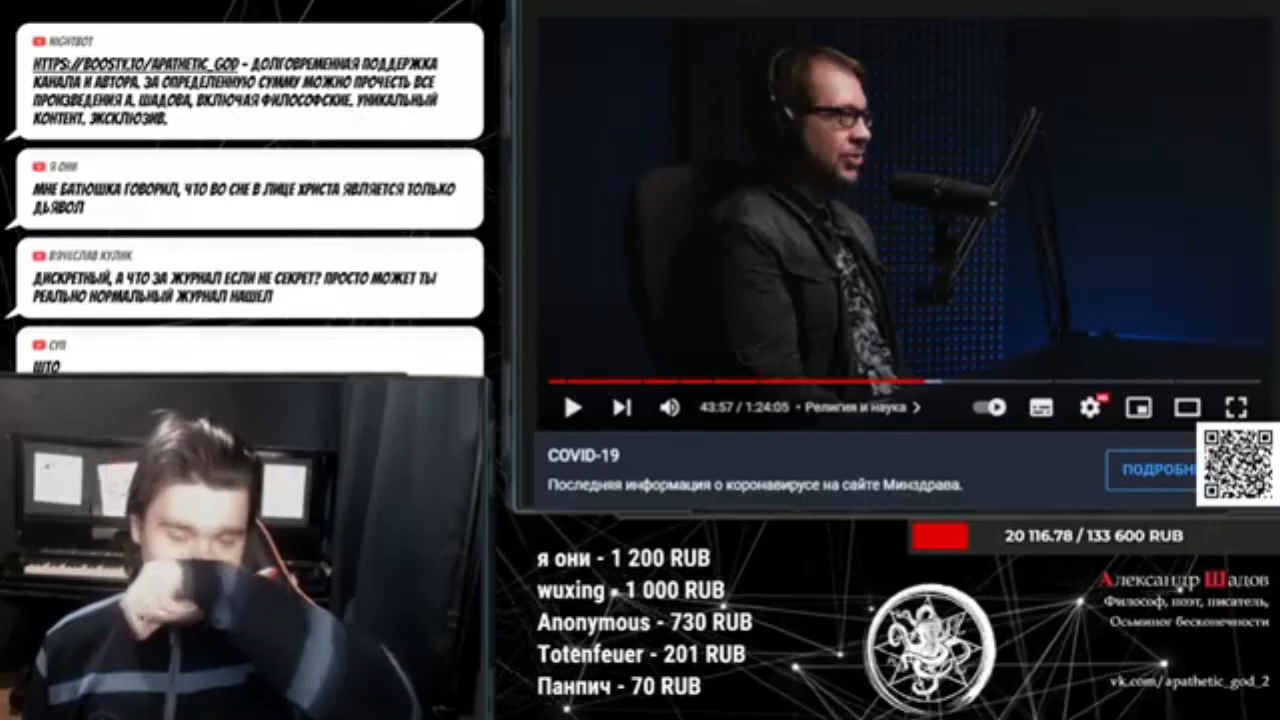 NIGHTBOT
HTTPS://BOOSTY.TO/APATHETIC_GOD - ДОЛГОВРЕМЕННАЯ ПОДДЕРЖКА
КАНАЛА И АВТОРА. ЗА ОПРЕДЕЛЕННУЮ СУММУ МОЖНО ПРОЧЕСТЬ ВСЕ
ПРОИЗВЕДЕНИЯ А. ШАДОВА, ВКЛЮЧАЯ ФИЛОСОФСКИЕ. УНИКАЛЬНЫЙ
КОНТЕНТ. ЭКСКЛЮЗИВ.
Я ОНИ
МНЕ БАТЮШКА ГОВОРИЛ, ЧТО ВО СНЕ В ЛИЦЕ ХРИСТА ЯВЛЯЕТСЯ ТОЛЬКО
ДЬЯВОЛ
ВЯЧЕСЛАВ КУЛИК
ДИСКРЕТНЫЙ, А ЧТО ЗА ЖУРНАЛ ЕСЛИ НЕ СЕКРЕТ? ПРОСТО МОЖЕТ ТЫ
РЕАЛЬНО НОРМАЛЬНЫЙ ЖУРНАЛ НАШЕЛ
СУП
ШТО
43:57 / 1:24:05 • Религия и наука
HD
COVID-19
Последняя информация о коронавирусе на сайте Минздрава.
ПОДРОБН
20 116.78 / 133 600 RUB
я они - 1 200 RUB
wuxing - 1 000 RUB
Anonymous - 730 RUB
Totenfeuer - 201 RUB
Панпич - 70 RUB
Александр Шадов
Философ, поэт, писатель,
Осьминог бесконечности
vk.com/apathetic_god_2